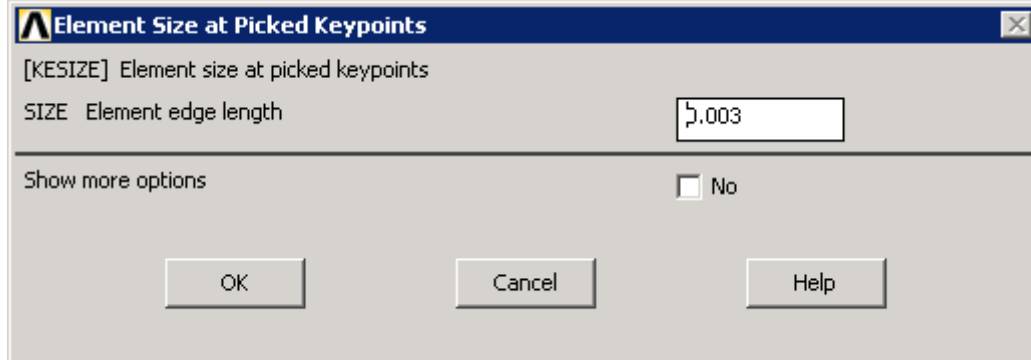 Element Size at Picked Keypoints
[KESIZE] Element size at picked keypoints
SIZE Element edge length 0.003
Show more options No
OK Cancel Help